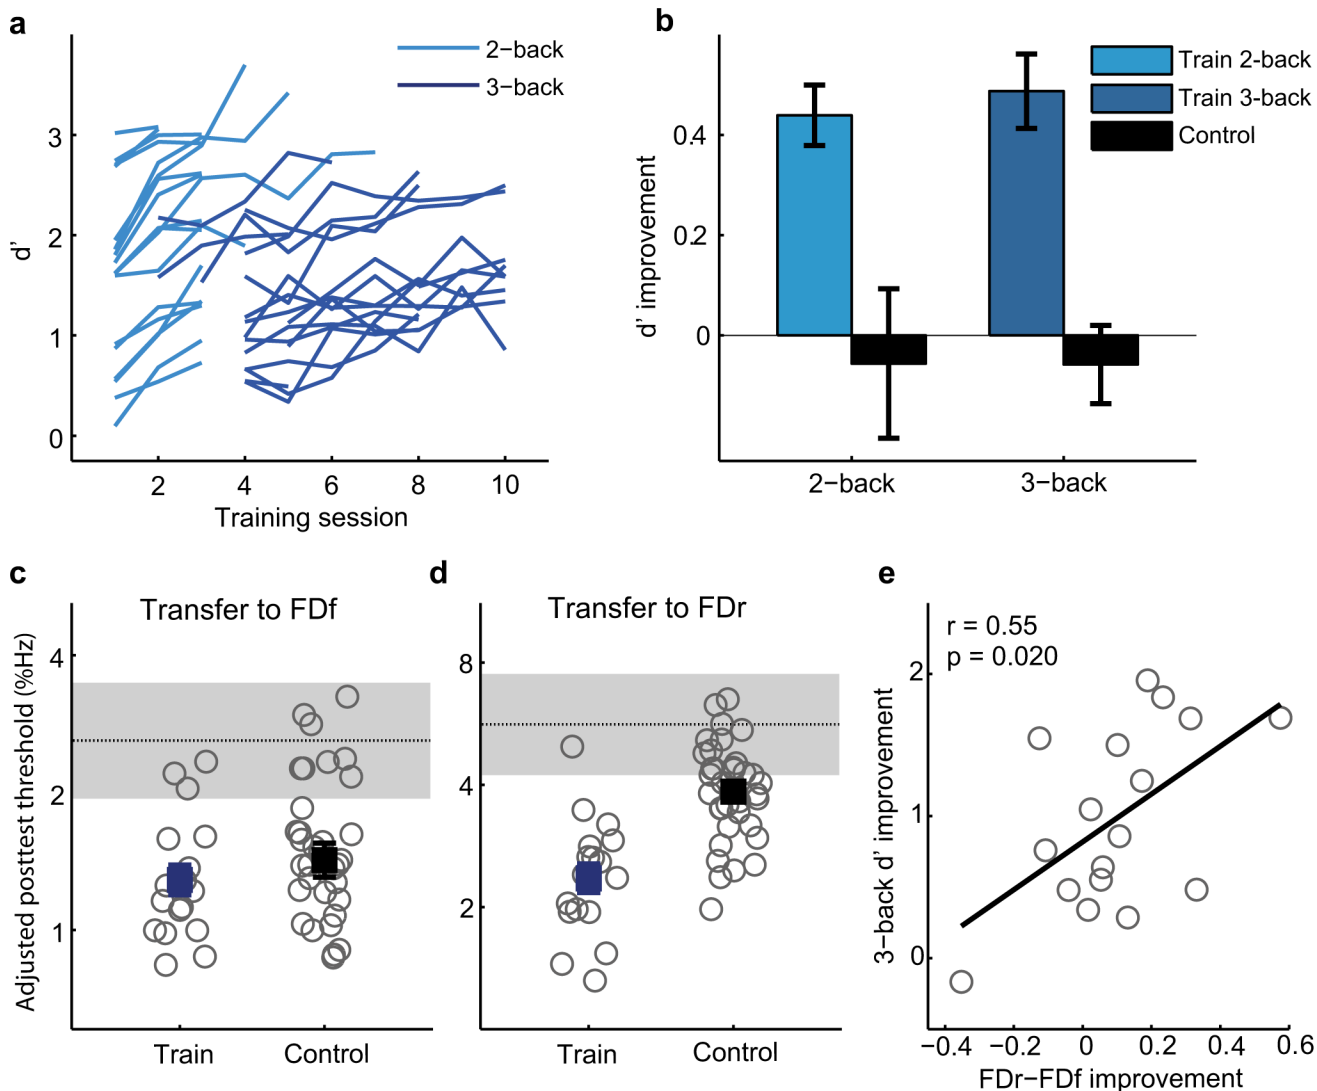 a
2−back
3−back
3
2
1
0
d'
2 4 6 8 10
Training session
b
Train 2-back
Train 3-back
Control
0.4
0.2
0
d' improvement
2−back 3−back
c
Transfer to FDf
4
2
1
Adjusted posttest threshold (%Hz)
Train Control
d
Transfer to FDr
8
4
2
Train Control
e
r = 0.55
p = 0.020
2
1
0
3-back d' improvement
−0.4 −0.2 0 0.2 0.4 0.6
FDr−FDf improvement